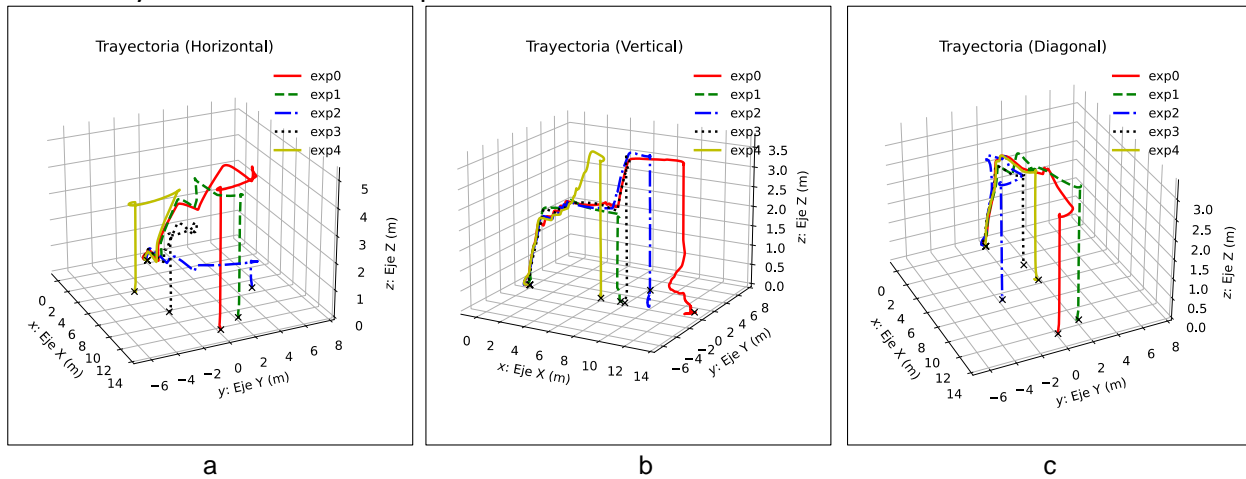 Trayectoria (Horizontal)
exp0
exp1
exp2
exp3
exp4
5
4
3
2
1
0
z: Eje Z (m)
0
2
4
6
8
10
12
14
x: Eje X (m)
−6
−4
−2
0
2
4
6
8
y: Eje Y (m)
a
Trayectoria (Vertical)
exp0
exp1
exp2
exp3
exp4
3.5
3.0
2.5
2.0
1.5
1.0
0.5
0.0
z: Eje Z (m)
0
2
4
6
8
10
12
14
x: Eje X (m)
−6
−4
−2
0
2
4
6
8
y: Eje Y (m)
b
Trayectoria (Diagonal)
exp0
exp1
exp2
exp3
exp4
3.0
2.5
2.0
1.5
1.0
0.5
0.0
z: Eje Z (m)
0
2
4
6
8
10
12
14
x: Eje X (m)
−6
−4
−2
0
2
4
6
8
y: Eje Y (m)
c